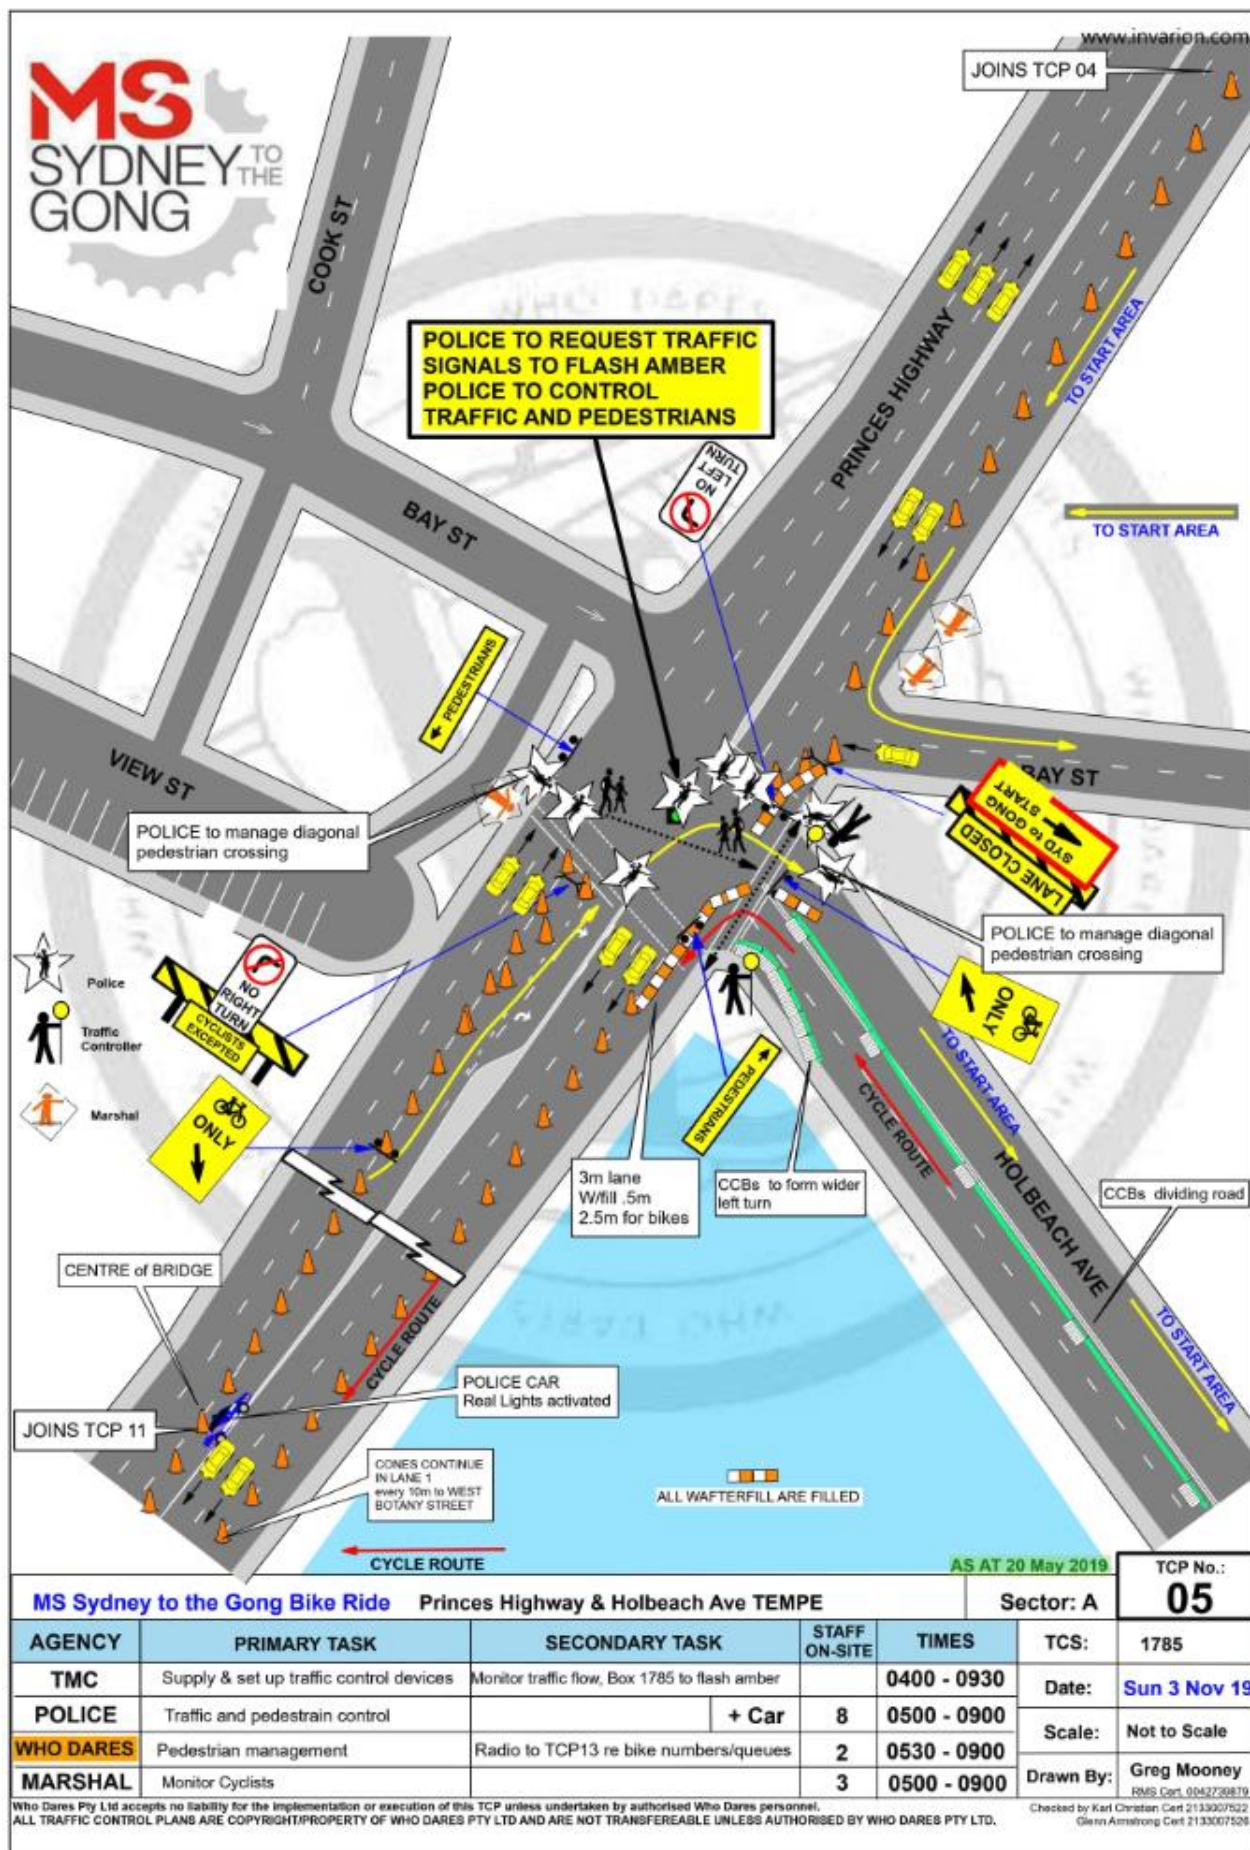 www.invarion.com
JOINS TCP 04
MS
SYDNEY TO THE
GONG
COOK ST
POLICE TO REQUEST TRAFFIC
SIGNALS TO FLASH AMBER
POLICE TO CONTROL
TRAFFIC AND PEDESTRIANS
PRINCES HIGHWAY
TO START AREA
TO START AREA
NO
LEFT
TURN
BAY ST
PEDESTRIANS
VIEW ST
BAY ST
POLICE to manage diagonal
pedestrian crossing
SYD to GONG
START
LANE CLOSED
POLICE to manage diagonal
pedestrian crossing
Police
Traffic
Controller
Marshal
NO
RIGHT
TURN
CYCLISTS
EXCEPTED
ONLY
ONLY
PEDESTRIANS
TO START AREA
CYCLE ROUTE
HOLBEACH AVE
3m lane
W/fill .5m
2.5m for bikes
CCBs to form wider
left turn
CCBs dividing road
TO START AREA
CENTRE of BRIDGE
CYCLE ROUTE
POLICE CAR
Real Lights activated
JOINS TCP 11
CONES CONTINUE
IN LANE 1
every 10m to WEST
BOTANY STREET
ALL WAFTERFILL ARE FILLED
CYCLE ROUTE
AS AT 20 May 2019
TCP No.:
05
MS Sydney to the Gong Bike Ride Princes Highway & Holbeach Ave TEMPE Sector: A
AGENCY PRIMARY TASK SECONDARY TASK STAFF ON-SITE TIMES TCS: 1785
TMC Supply & set up traffic control devices Monitor traffic flow, Box 1785 to flash amber 0400 - 0930
Date: Sun 3 Nov 19
POLICE Traffic and pedestrain control + Car 8 0500 - 0900
Scale: Not to Scale
WHO DARES Pedestrian management Radio to TCP13 re bike numbers/queues 2 0530 - 0900
MARSHAL Monitor Cyclists 3 0500 - 0900
Drawn By: Greg Mooney
RMS Cert. 0042739879
Who Dares Pty Ltd accepts no liability for the implementation or execution of this TCP unless undertaken by authorised Who Dares personnel.
ALL TRAFFIC CONTROL PLANS ARE COPYRIGHT/PROPERTY OF WHO DARES PTY LTD AND ARE NOT TRANSFEREABLE UNLESS AUTHORISED BY WHO DARES PTY LTD.
Checked by Karl Christian Cert 2133007522
Glenn Armstrong Cert 2133007526